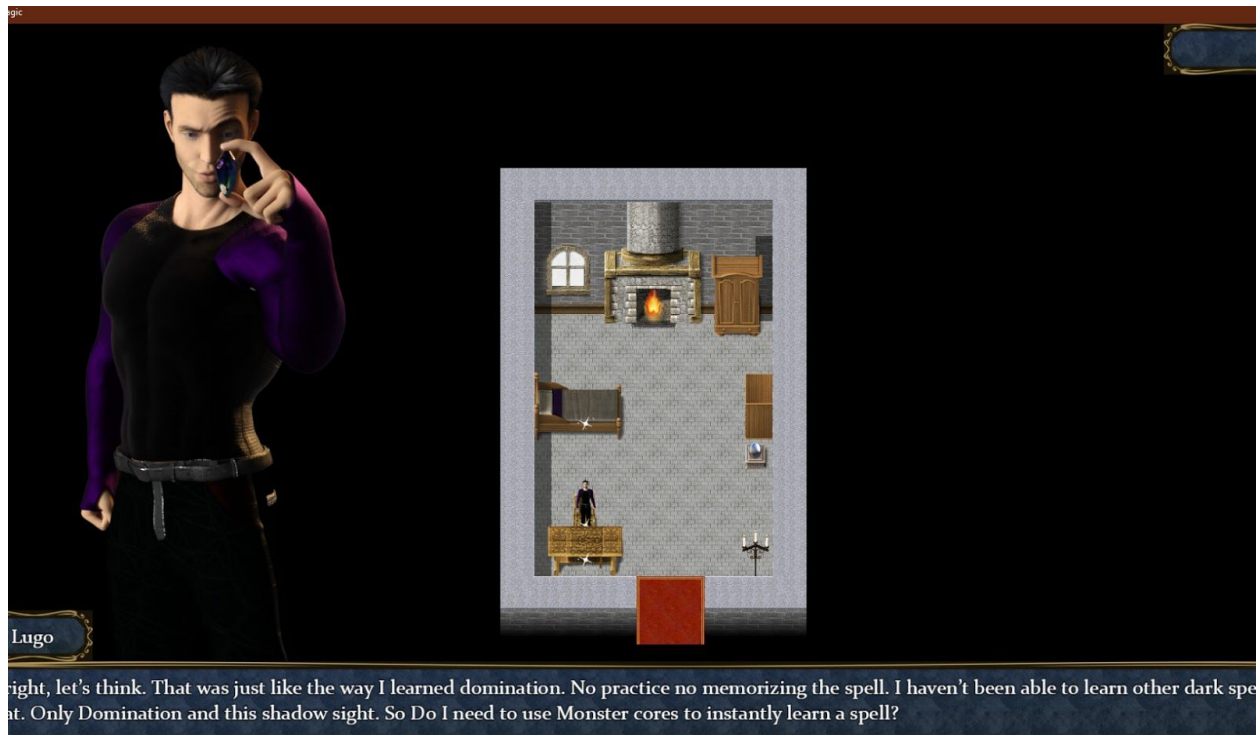 agic
Lugo
right, let's think. That was just like the way I learned domination. No practice no memorizing the spell. I haven't been able to learn other dark spe
at. Only Domination and this shadow sight. So Do I need to use Monster cores to instantly learn a spell?